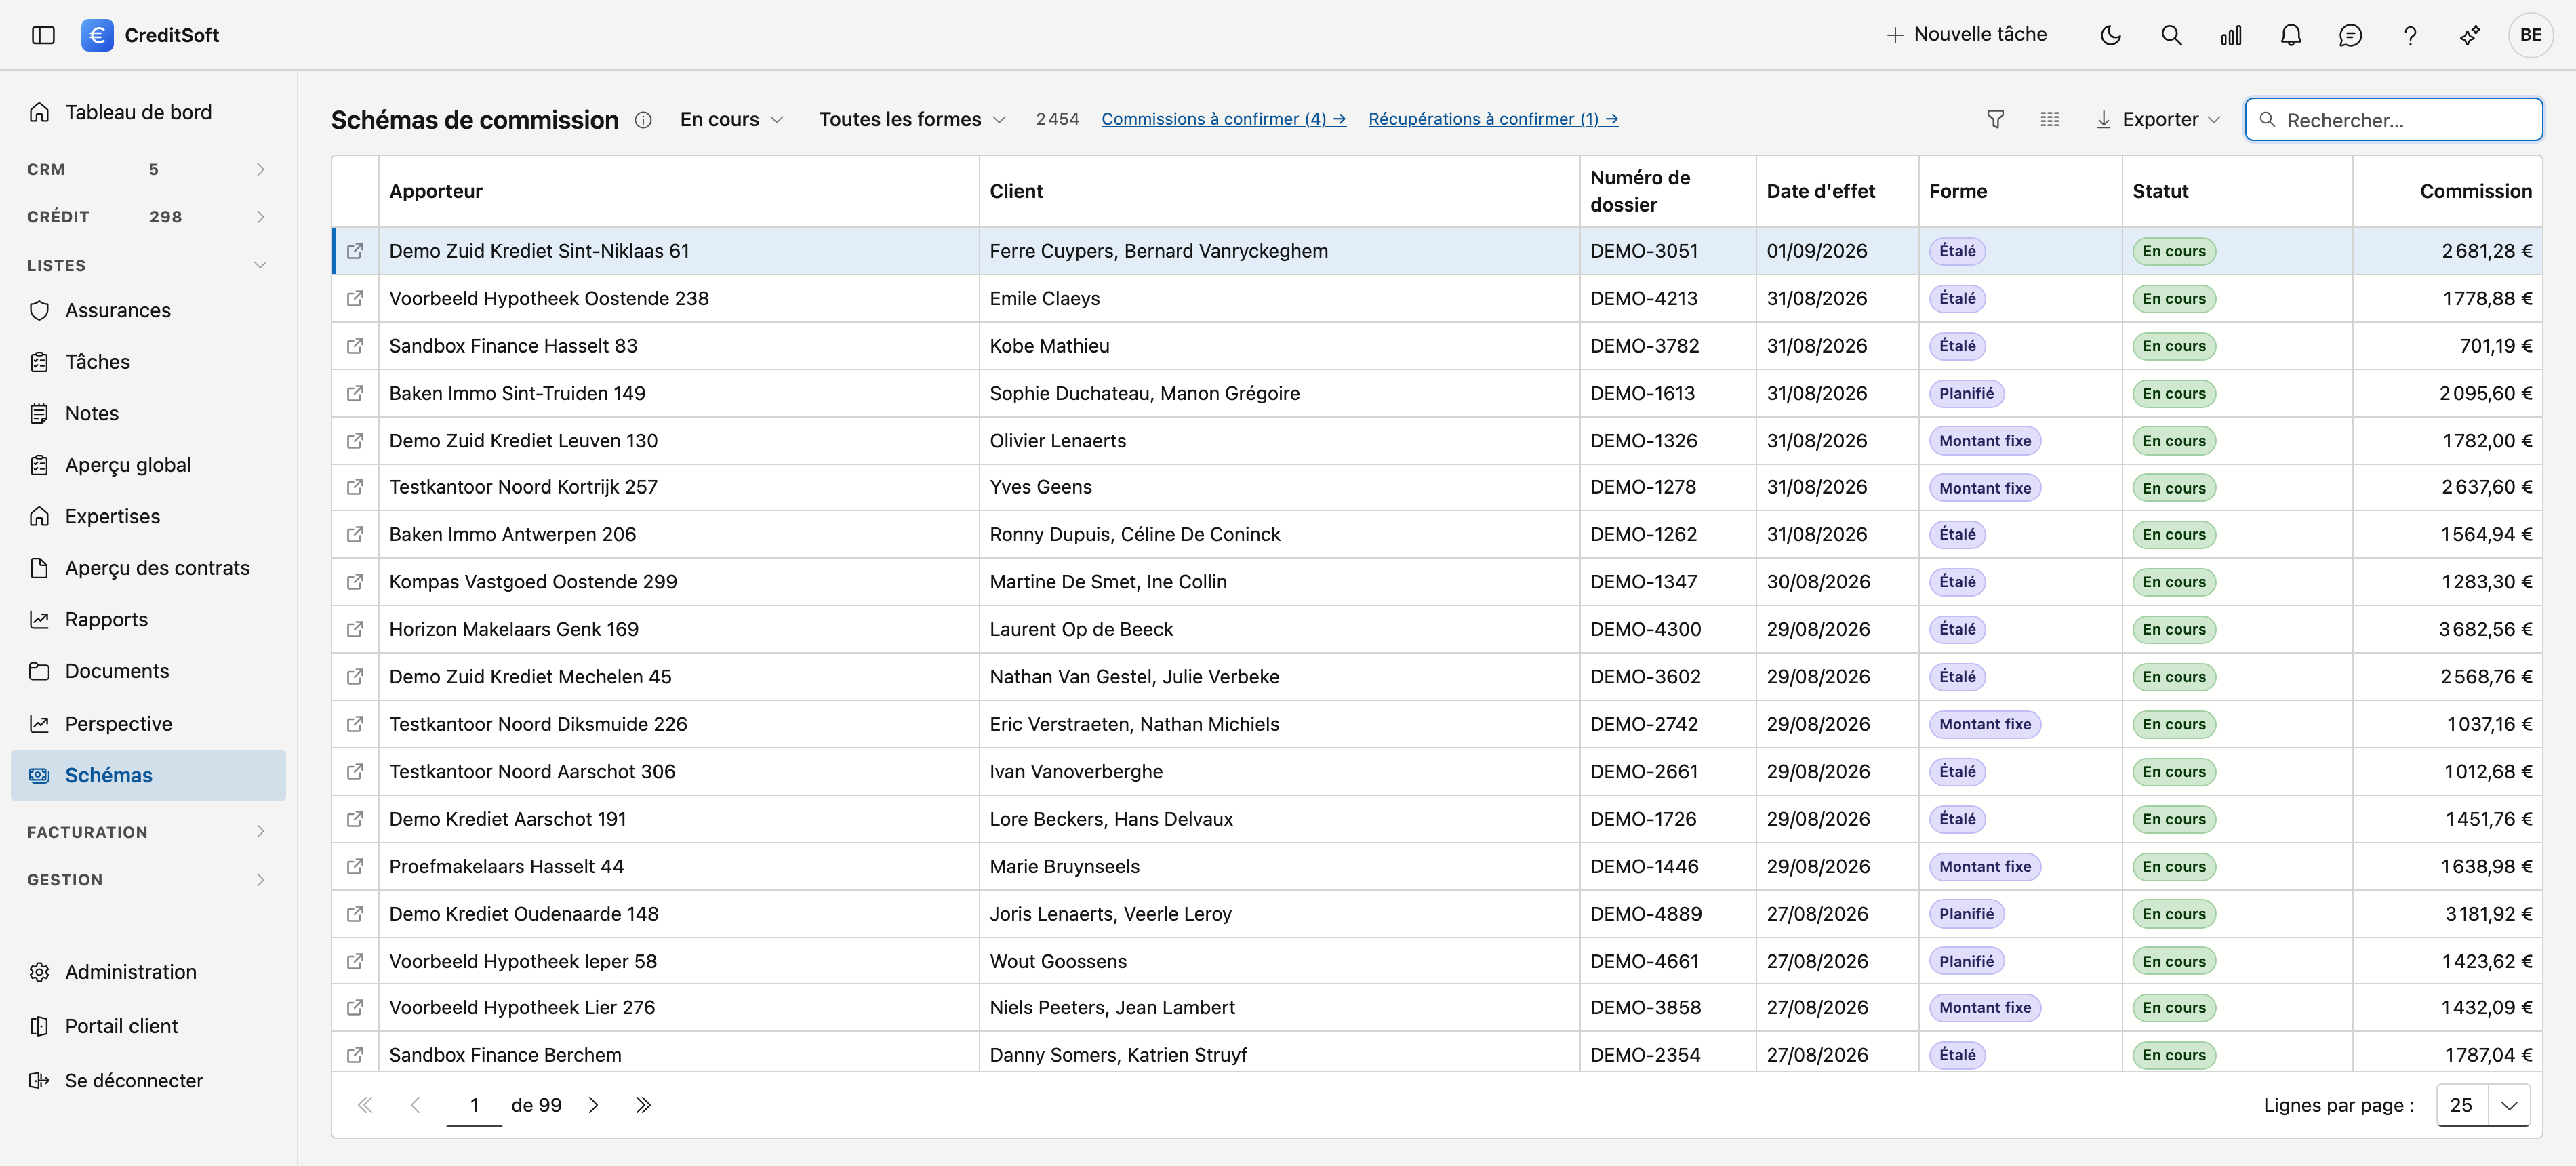 CreditSoft
Nouvelle tâche
BE
Tableau de bord
CRM 5
CRÉDIT 298
LISTES
Assurances
Tâches
Notes
Aperçu global
Expertises
Aperçu des contrats
Rapports
Documents
Perspective
Schémas
FACTURATION
GESTION
Administration
Portail client
Se déconnecter
Schémas de commission En cours Toutes les formes 2 454 Commissions à confirmer (4) → Récupérations à confirmer (1) → Exporter Rechercher...
Apporteur Client Numéro de dossier Date d'effet Forme Statut Commission
Demo Zuid Krediet Sint-Niklaas 61 Ferre Cuypers, Bernard Vanryckeghem DEMO-3051 01/09/2026 Étalé En cours 2 681,28 €
Voorbeeld Hypotheek Oostende 238 Emile Claeys DEMO-4213 31/08/2026 Étalé En cours 1 778,88 €
Sandbox Finance Hasselt 83 Kobe Mathieu DEMO-3782 31/08/2026 Étalé En cours 701,19 €
Baken Immo Sint-Truiden 149 Sophie Duchateau, Manon Grégoire DEMO-1613 31/08/2026 Planifié En cours 2 095,60 €
Demo Zuid Krediet Leuven 130 Olivier Lenaerts DEMO-1326 31/08/2026 Montant fixe En cours 1 782,00 €
Testkantoor Noord Kortrijk 257 Yves Geens DEMO-1278 31/08/2026 Montant fixe En cours 2 637,60 €
Baken Immo Antwerpen 206 Ronny Dupuis, Céline De Coninck DEMO-1262 31/08/2026 Étalé En cours 1 564,94 €
Kompas Vastgoed Oostende 299 Martine De Smet, Ine Collin DEMO-1347 30/08/2026 Étalé En cours 1 283,30 €
Horizon Makelaars Genk 169 Laurent Op de Beeck DEMO-4300 29/08/2026 Étalé En cours 3 682,56 €
Demo Zuid Krediet Mechelen 45 Nathan Van Gestel, Julie Verbeke DEMO-3602 29/08/2026 Étalé En cours 2 568,76 €
Testkantoor Noord Diksmuide 226 Eric Verstraeten, Nathan Michiels DEMO-2742 29/08/2026 Montant fixe En cours 1 037,16 €
Testkantoor Noord Aarschot 306 Ivan Vanoverberghe DEMO-2661 29/08/2026 Étalé En cours 1 012,68 €
Demo Krediet Aarschot 191 Lore Beckers, Hans Delvaux DEMO-1726 29/08/2026 Étalé En cours 1 451,76 €
Proefmakelaars Hasselt 44 Marie Bruynseels DEMO-1446 29/08/2026 Montant fixe En cours 1 638,98 €
Demo Krediet Oudenaarde 148 Joris Lenaerts, Veerle Leroy DEMO-4889 27/08/2026 Planifié En cours 3 181,92 €
Voorbeeld Hypotheek Ieper 58 Wout Goossens DEMO-4661 27/08/2026 Planifié En cours 1 423,62 €
Voorbeeld Hypotheek Lier 276 Niels Peeters, Jean Lambert DEMO-3858 27/08/2026 Montant fixe En cours 1 432,09 €
Sandbox Finance Berchem Danny Somers, Katrien Struyf DEMO-2354 27/08/2026 Étalé En cours 1 787,04 €
1 de 99 Lignes par page : 25